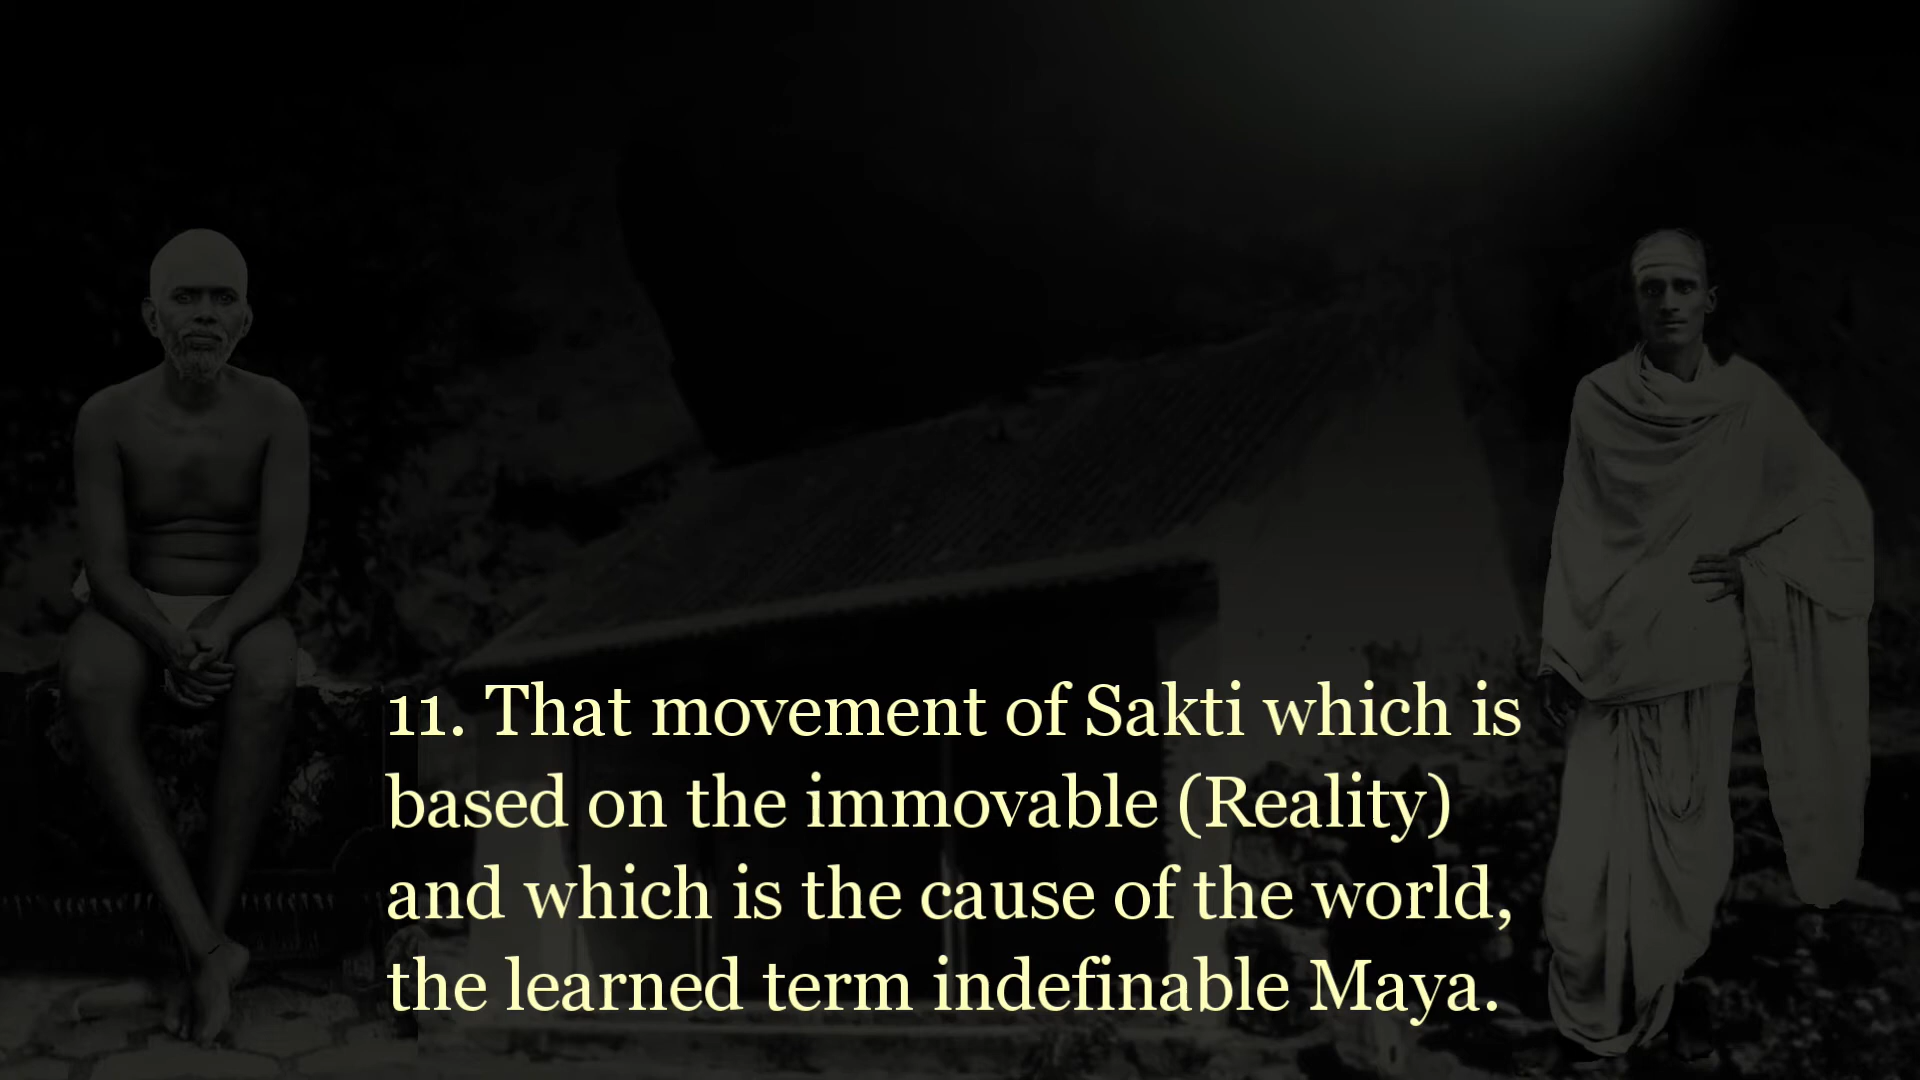 11. That movement of Sakti which is
based on the immovable (Reality)
and which is the cause of the world,
the learned term indefinable Maya.